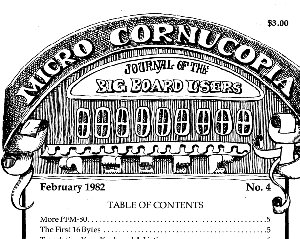 $3.00
MICRO CORNUCOPIA
JOURNAL OF THE
BIG BOARD USERS
February 1982
No. 4
TABLE OF CONTENTS
More PFM-80 5
The First 16 Bytes 5